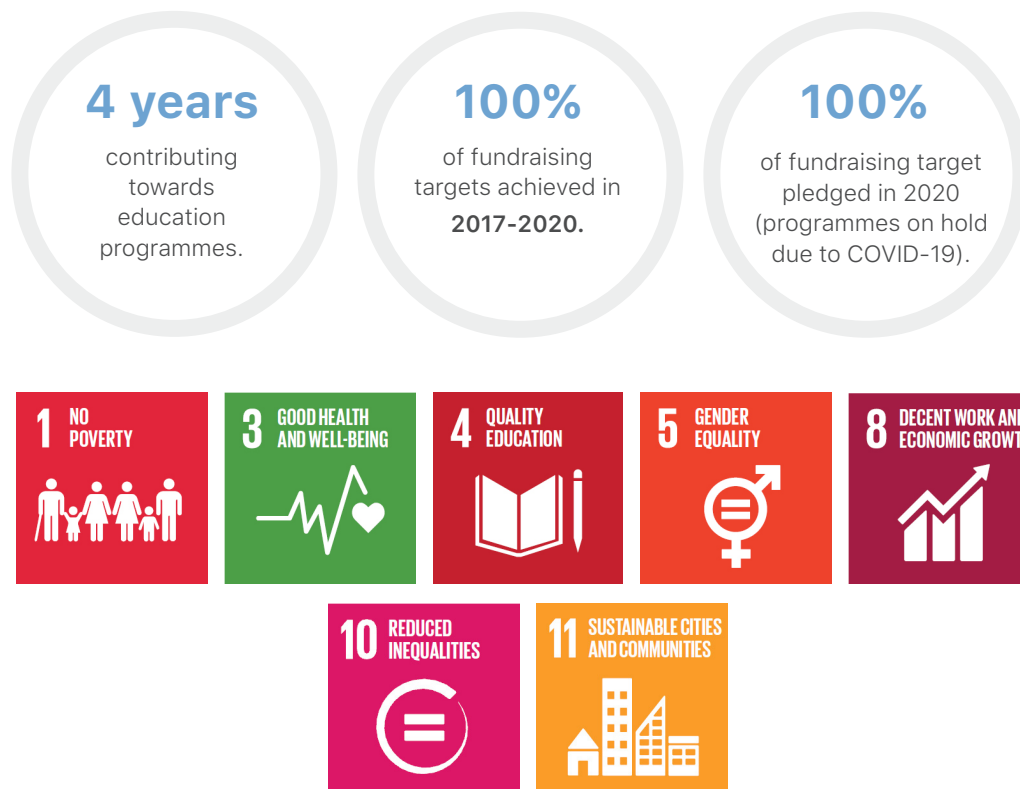 4 years
contributing
towards
education
programmes.
100%
of fundraising
targets achieved in
2017-2020.
100%
of fundraising target
pledged in 2020
(programmes on hold
due to COVID-19).
1 NO
POVERTY
3 GOOD HEALTH
AND WELL-BEING
4 QUALITY
EDUCATION
5 GENDER
EQUALITY
8 DECENT WORK AN
ECONOMIC GROWT
10 REDUCED
INEQUALITIES
11 SUSTAINABLE CITIES
AND COMMUNITIES